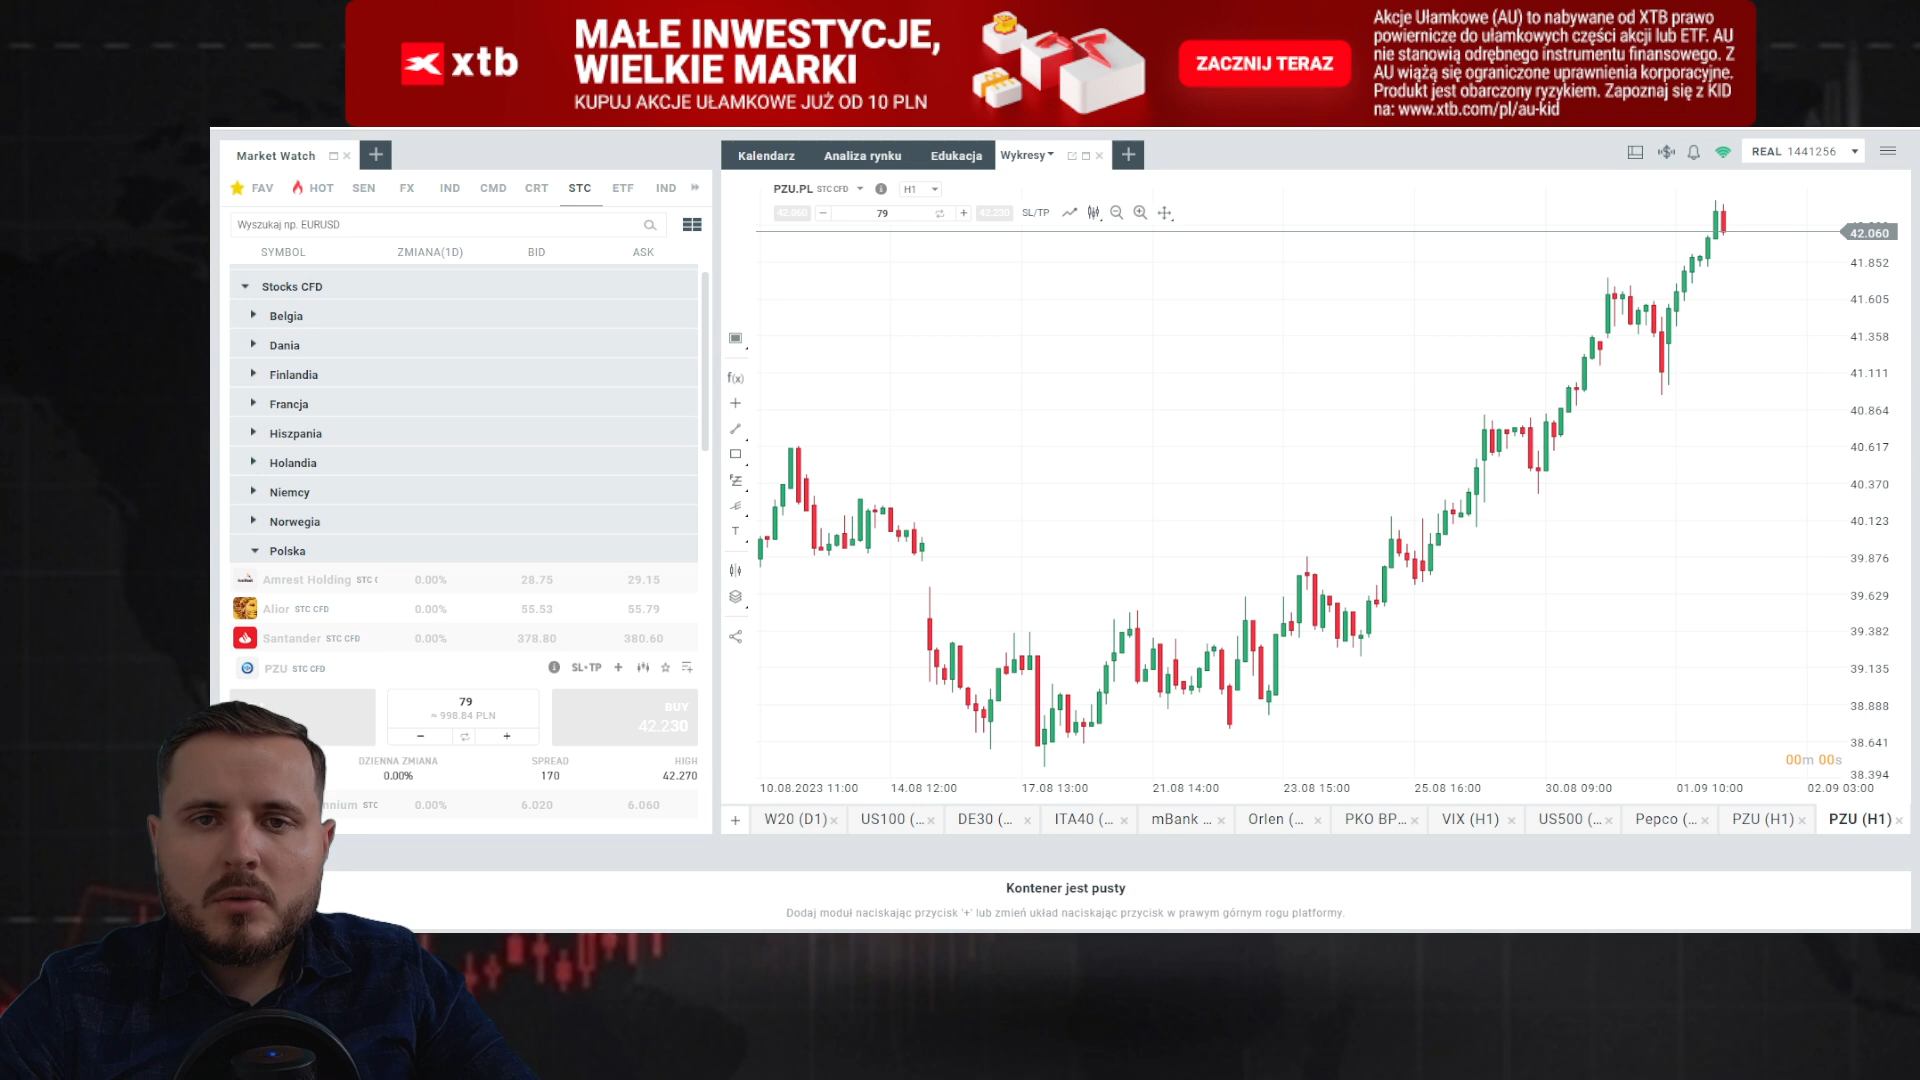 xtb
MAŁE INWESTYCJE,
WIELKIE MARKI
KUPUJ AKCJE UŁAMKOWE JUŻ OD 10 PLN
ZACZNIJ TERAZ
Akcje Ułamkowe (AU) to nabywane od XTB prawo
powiernicze do ułamkowych części akcji lub ETF. AU
nie stanowią odrębnego instrumentu finansowego. Z
AU wiążą się ograniczone uprawnienia korporacyjne.
Produkt jest obarczony ryzykiem. Zapoznaj się z KID
na: www.xtb.com/pl/au-kid
Market Watch
FAV HOT SEN FX IND CMD CRT STC ETF IND
Wyszukaj np. EURUSD
SYMBOL ZMIANA(1D) BID ASK
Stocks CFD
Belgia
Dania
Finlandia
Francja
Hiszpania
Holandia
Niemcy
Norwegia
Polska
Amrest Holding STC C 0.00% 28.75 29.15
Alior STC CFD 0.00% 55.53 55.79
Santander STC CFD 0.00% 378.80 380.60
PZU STC CFD SL+TP
79
≈ 998.84 PLN
BUY
42.230
DZIENNA ZMIANA SPREAD HIGH
0.00% 170 42.270
nnium STC 0.00% 6.020 6.060
Kalendarz Analiza rynku Edukacja Wykresy
REAL 1441256
PZU.PL STC CFD H1
42.060 79 42.230 SL/TP
f(x)
T
42.060
41.852
41.605
41.358
41.111
40.864
40.617
40.370
40.123
39.876
39.629
39.382
39.135
38.888
38.641
38.394
00m 00s
10.08.2023 11:00 14.08 12:00 17.08 13:00 21.08 14:00 23.08 15:00 25.08 16:00 30.08 09:00 01.09 10:00 02.09 03:00
W20 (D1) US100 (... DE30 (... ITA40 (... mBank ... Orlen (... PKO BP... VIX (H1) US500 (... Pepco (... PZU (H1) PZU (H1)
Kontener jest pusty
Dodaj moduł naciskając przycisk '+' lub zmień układ naciskając przycisk w prawym górnym rogu platformy.